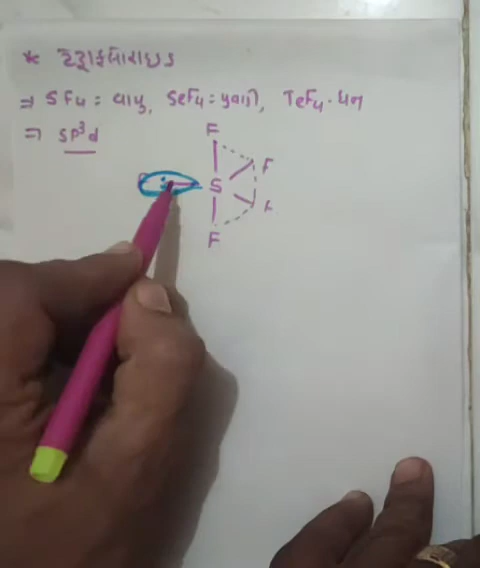 * ટેટ્રાફ્લોરાઇડ
⇒ SF4 = વાયુ, SeF4 = પ્રવાહી, TeF4 - ઘન
⇒ SP³d
F
F
S
F
F